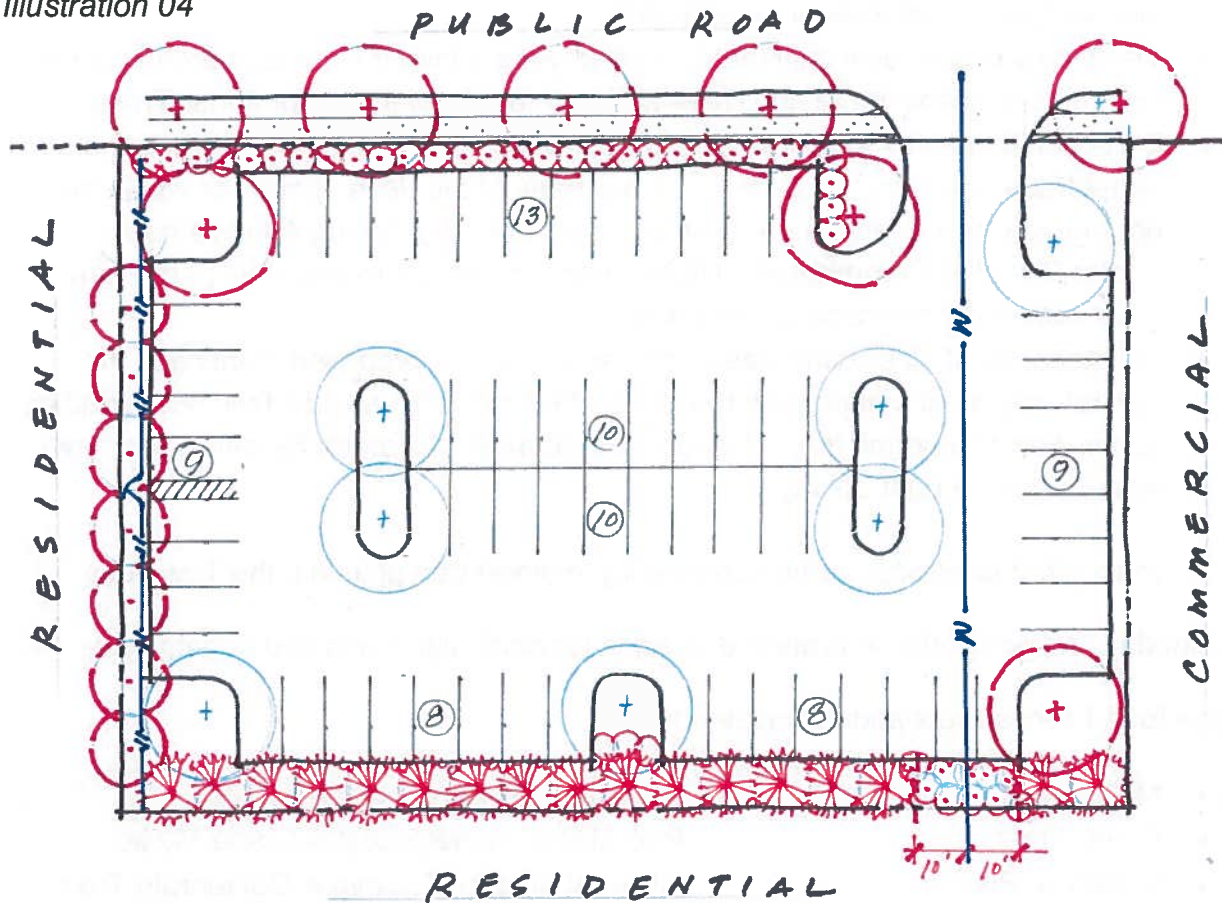 Illustration 04
PUBLIC ROAD
13
RESIDENTIAL
9
10
10
9
COMMERCIAL
W
W
8
8
10' 10'
RESIDENTIAL